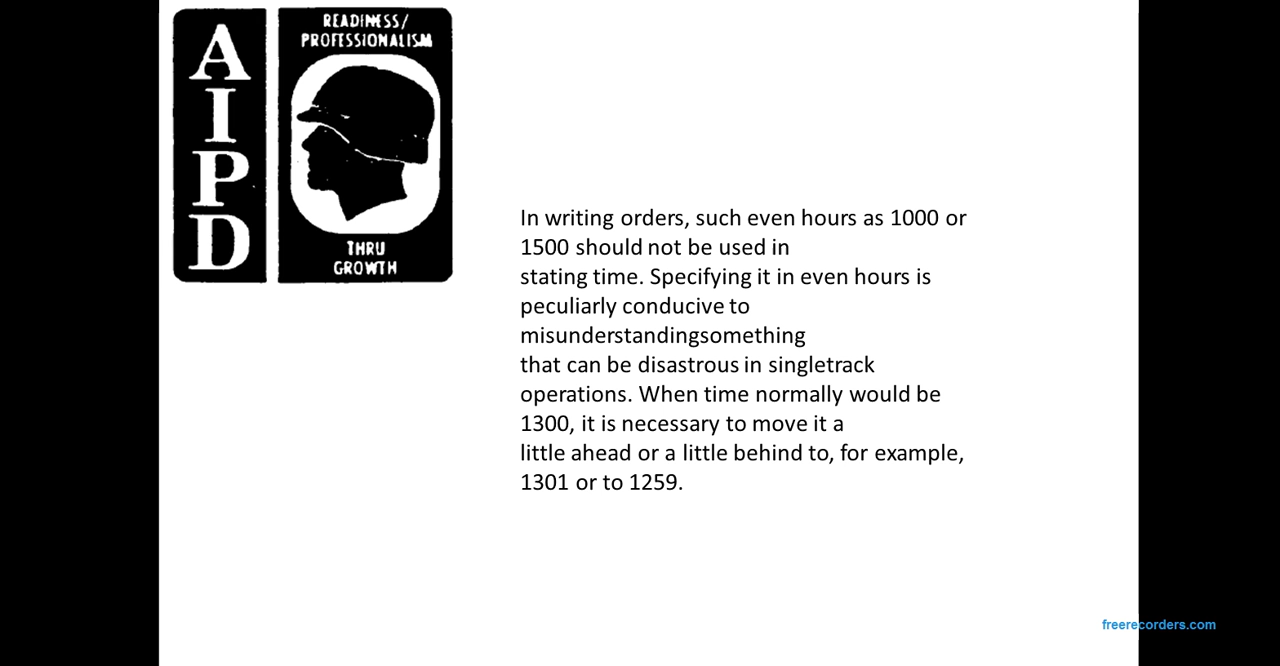 A
I
P
D
READINESS/
PROFESSIONALISM
THRU
GROWTH
In writing orders, such even hours as 1000 or
1500 should not be used in
stating time. Specifying it in even hours is
peculiarly conducive to
misunderstandingsomething
that can be disastrous in singletrack
operations. When time normally would be
1300, it is necessary to move it a
little ahead or a little behind to, for example,
1301 or to 1259.
freerecorders.com